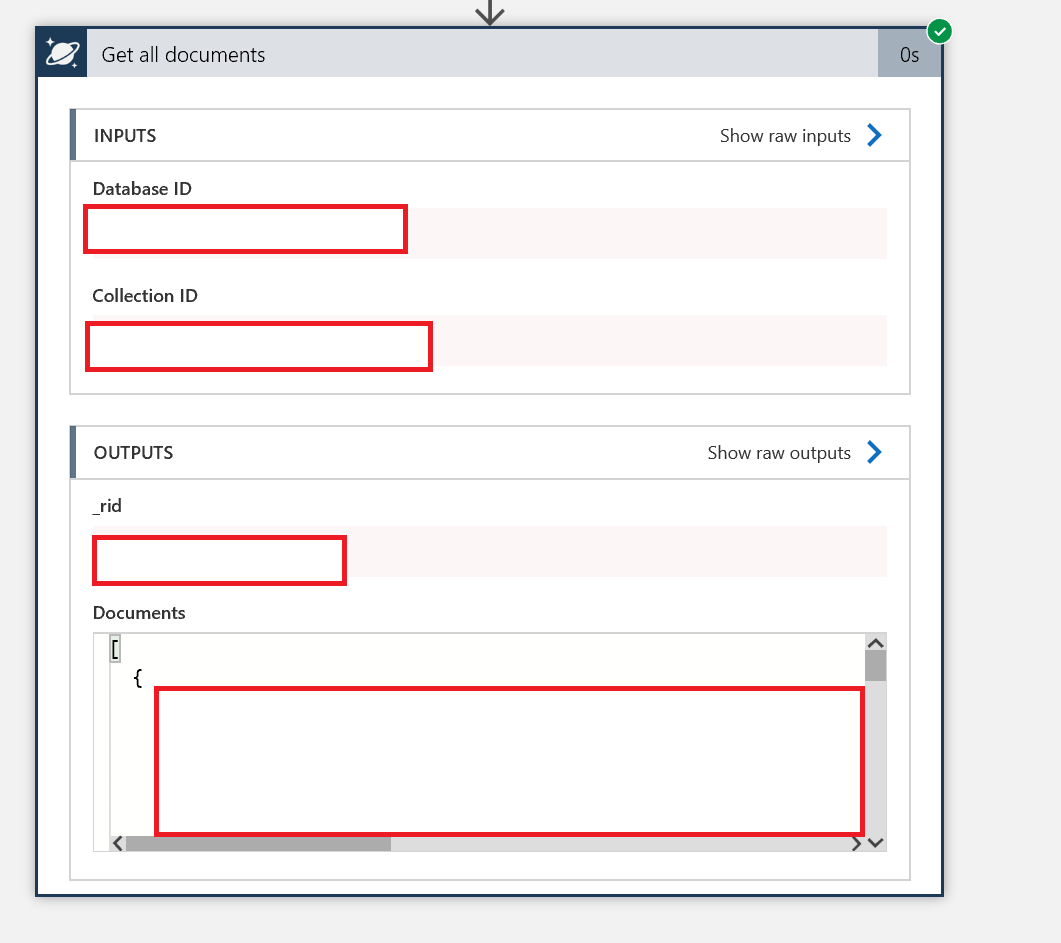 Get all documents
0s
INPUTS
Show raw inputs
Database ID
Collection ID
OUTPUTS
Show raw outputs
_rid
Documents
[
{